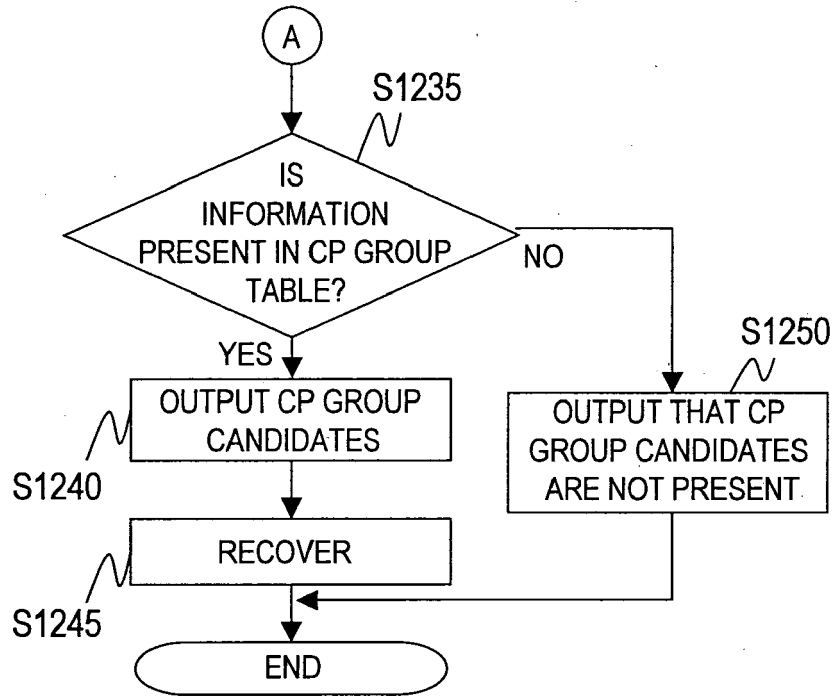 A
S1235
IS
INFORMATION
PRESENT IN CP GROUP
TABLE?
NO
YES
S1250
OUTPUT CP GROUP
CANDIDATES
S1240
OUTPUT THAT CP
GROUP CANDIDATES
ARE NOT PRESENT
RECOVER
S1245
END